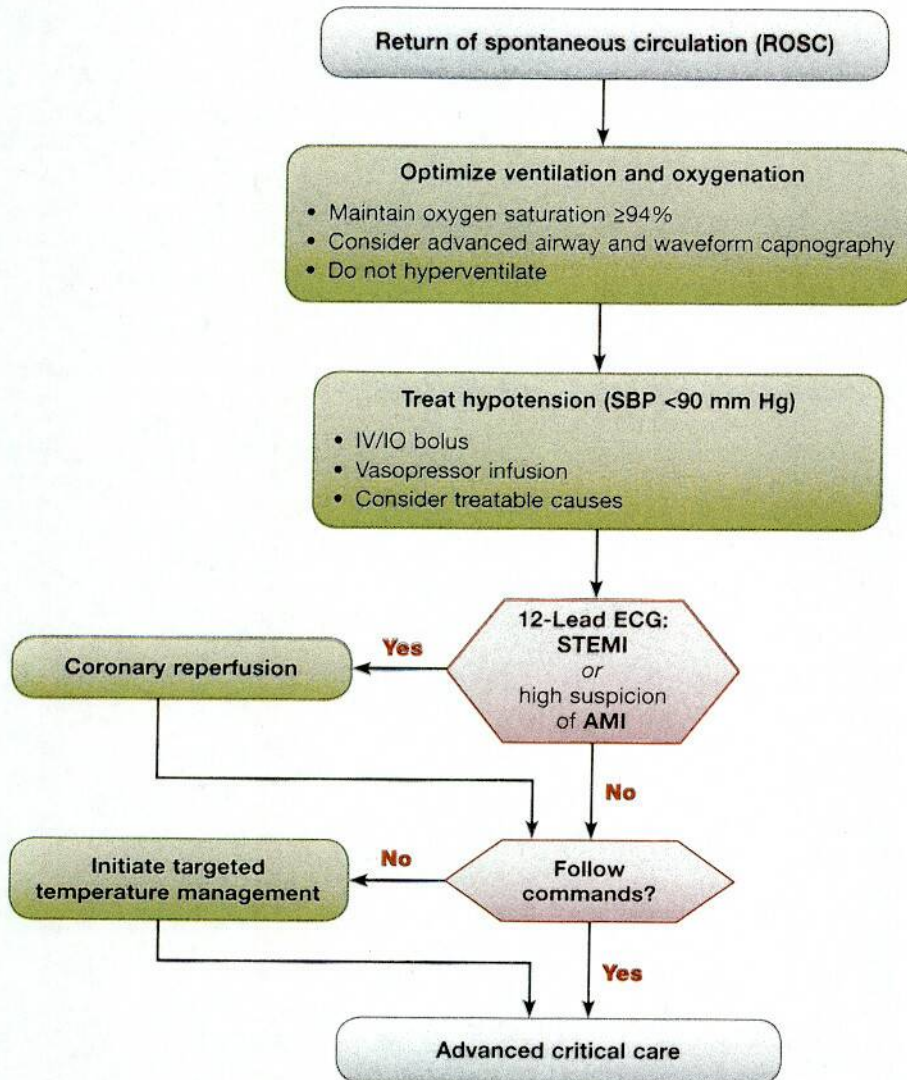 Return of spontaneous circulation (ROSC)
Optimize ventilation and oxygenation
• Maintain oxygen saturation ≥94%
• Consider advanced airway and waveform capnography
• Do not hyperventilate
Treat hypotension (SBP <90 mm Hg)
• IV/IO bolus
• Vasopressor infusion
• Consider treatable causes
12-Lead ECG:
STEMI
or
high suspicion
of AMI
Yes
Coronary reperfusion
No
Follow
commands?
No
Initiate targeted
temperature management
Yes
Advanced critical care